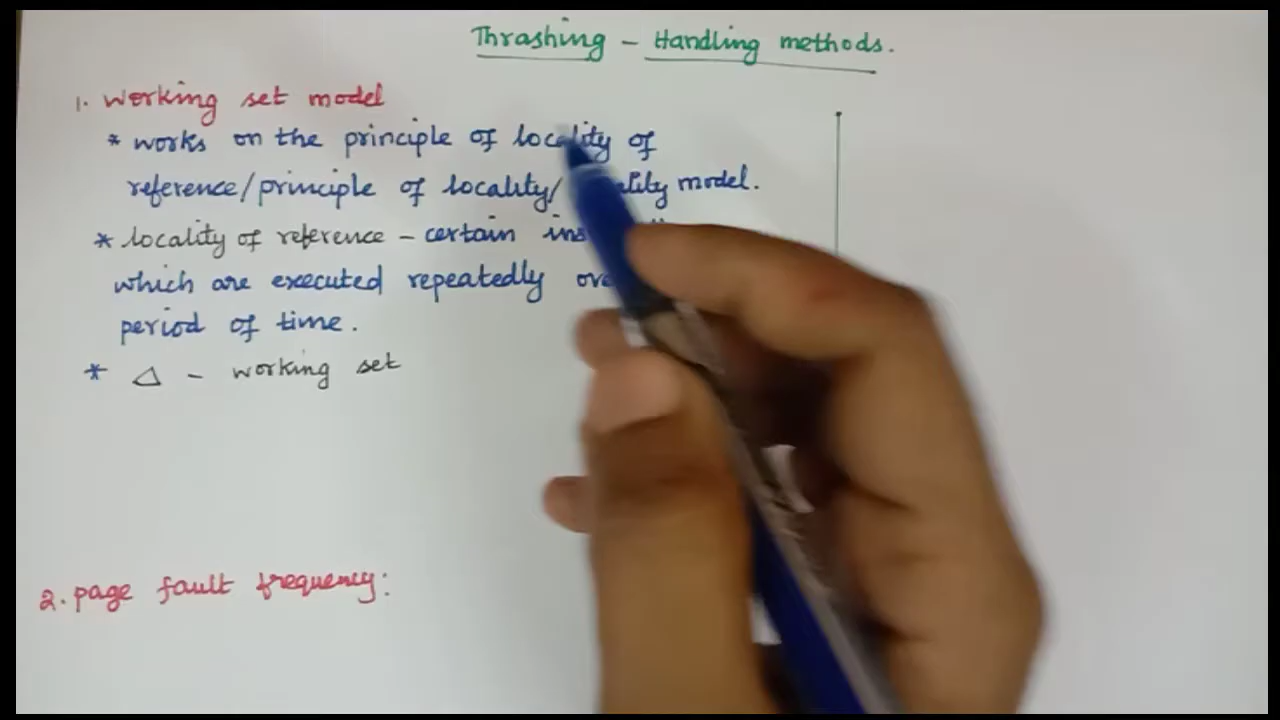 Thrashing - Handling methods.
1. Working set model
* works on the principle of locality of
reference/principle of locality/ model.
* locality of reference - certain
which are executed repeatedly
period of time.
* Δ - working set
2. page fault frequency: